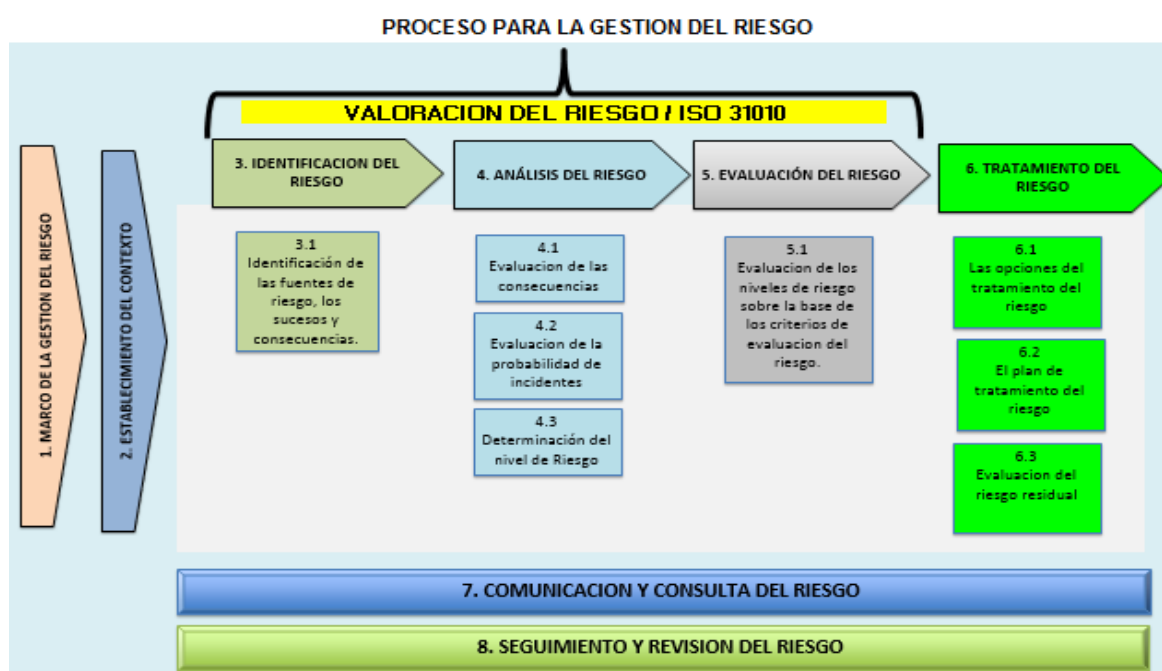 PROCESO PARA LA GESTION DEL RIESGO
VALORACION DEL RIESGO / ISO 31010
1. MARCO DE LA GESTION DEL RIESGO
2. ESTABLECIMIENTO DEL CONTEXTO
3. IDENTIFICACION DEL
RIESGO
4. ANÁLISIS DEL RIESGO
5. EVALUACIÓN DEL RIESGO
6. TRATAMIENTO DEL
RIESGO
3.1
Identificación de
las fuentes de
riesgo, los
sucesos y
consecuencias.
4.1
Evaluacion de las
consecuencias
4.2
Evaluacion de la
probabilidad de
incidentes
4.3
Determinación del
nivel de Riesgo
5.1
Evaluacion de los
niveles de riesgo
sobre la base de
los criterios de
evaluacion del
riesgo.
6.1
Las opciones del
tratamiento del
riesgo
6.2
El plan de
tratamiento del
riesgo
6.3
Evaluacion del
riesgo residual
7. COMUNICACION Y CONSULTA DEL RIESGO
8. SEGUIMIENTO Y REVISION DEL RIESGO